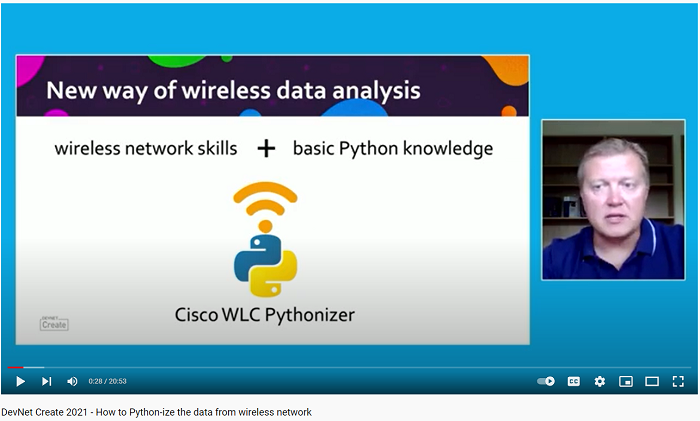 New way of wireless data analysis
wireless network skills + basic Python knowledge
Cisco WLC Pythonizer
DEVNET
Create
0:28 / 20:53
CC
DevNet Create 2021 - How to Python-ize the data from wireless network